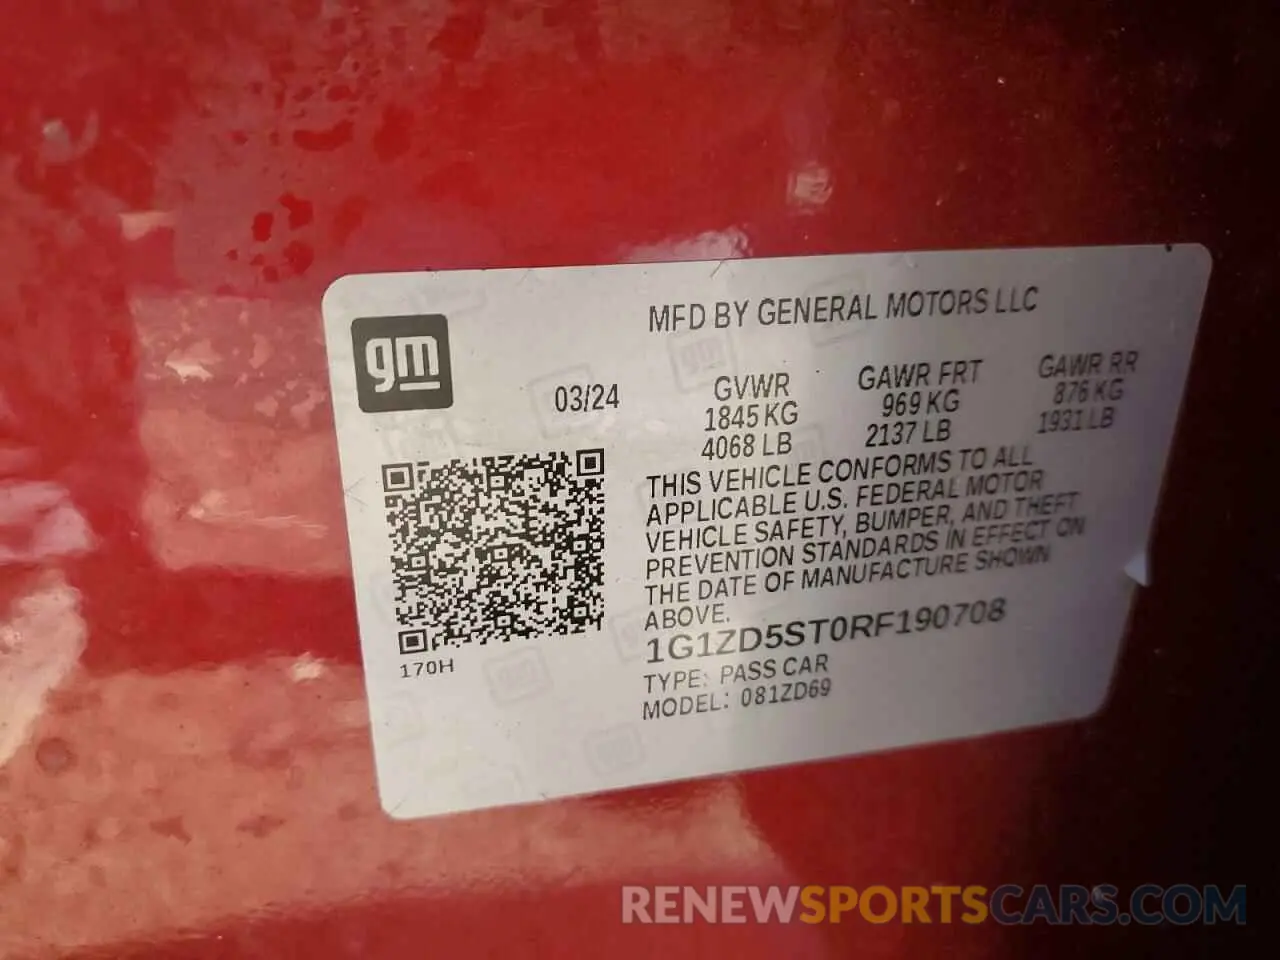 gm
MFD BY GENERAL MOTORS LLC
03/24
GVWR
1845 KG
4068 LB
GAWR FRT
969 KG
2137 LB
GAWR RR
876 KG
1931 LB
THIS VEHICLE CONFORMS TO ALL
APPLICABLE U.S. FEDERAL MOTOR
VEHICLE SAFETY, BUMPER, AND THEFT
PREVENTION STANDARDS IN EFFECT ON
THE DATE OF MANUFACTURE SHOWN
ABOVE.
1G1ZD5ST0RF190708
TYPE: PASS CAR
MODEL: 081ZD69
170H
RENEWSPORTSCARS.COM